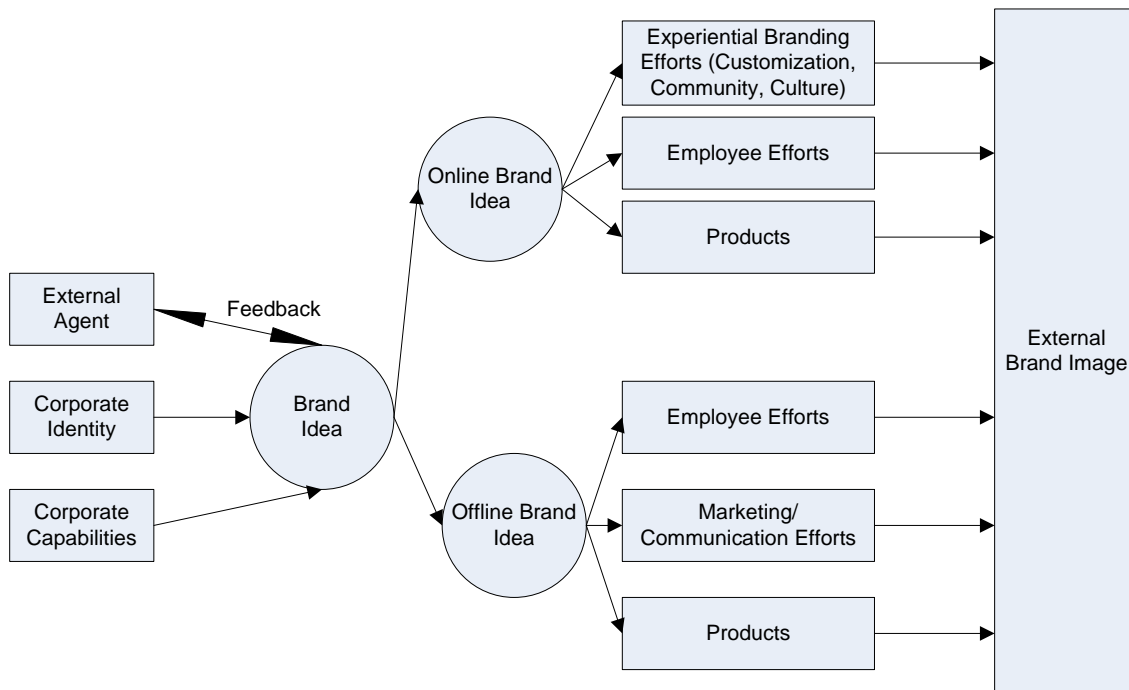 Experiential Branding
Efforts (Customization,
Community, Culture)
Employee Efforts
Online Brand
Idea
Products
External
Agent
Feedback
External
Brand Image
Corporate
Identity
Brand
Idea
Employee Efforts
Corporate
Capabilities
Offline Brand
Idea
Marketing/
Communication Efforts
Products